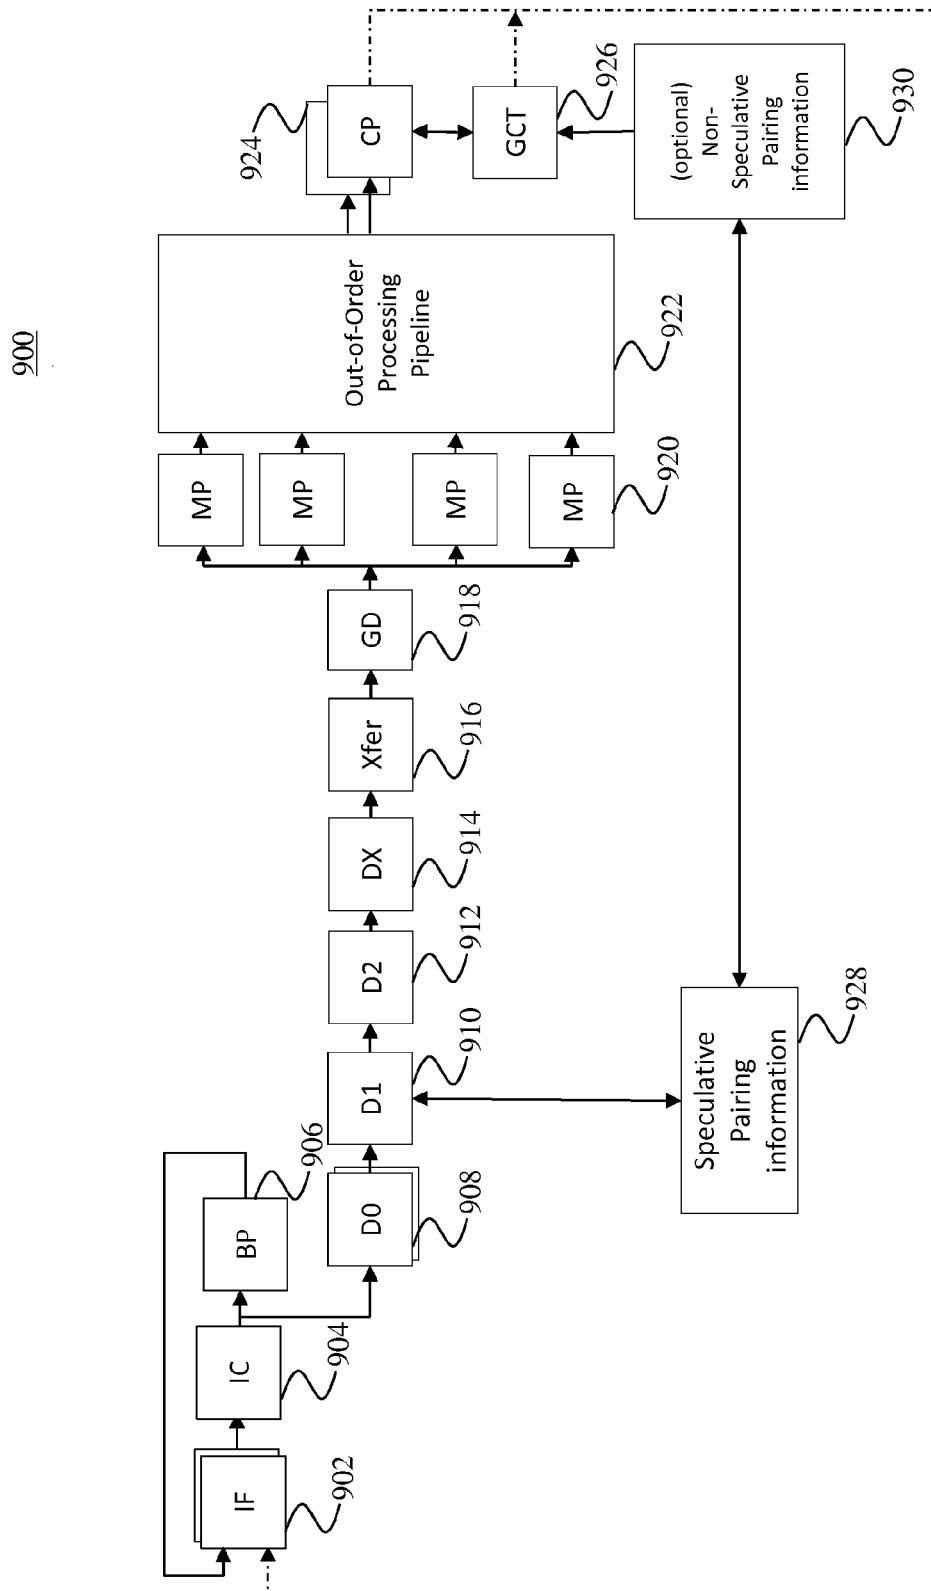 900
IF
902
IC
904
BP
906
D0
908
D1
910
D2
912
DX
914
Xfer
916
GD
918
MP
MP
MP
MP
920
Out-of-Order
Processing
Pipeline
922
CP
924
GCT
926
Speculative
Pairing
information
928
(optional)
Non-
Speculative
Pairing
information
930